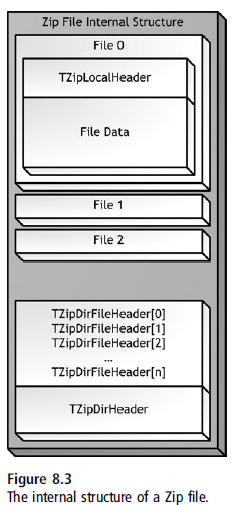 Zip File Internal Structure
File 0
TZipLocalHeader
File Data
File 1
File 2
TZipDirFileHeader[0]
TZipDirFileHeader[1]
TZipDirFileHeader[2]
...
TZipDirFileHeader[n]
TZipDirHeader
Figure 8.3
The internal structure of a Zip file.